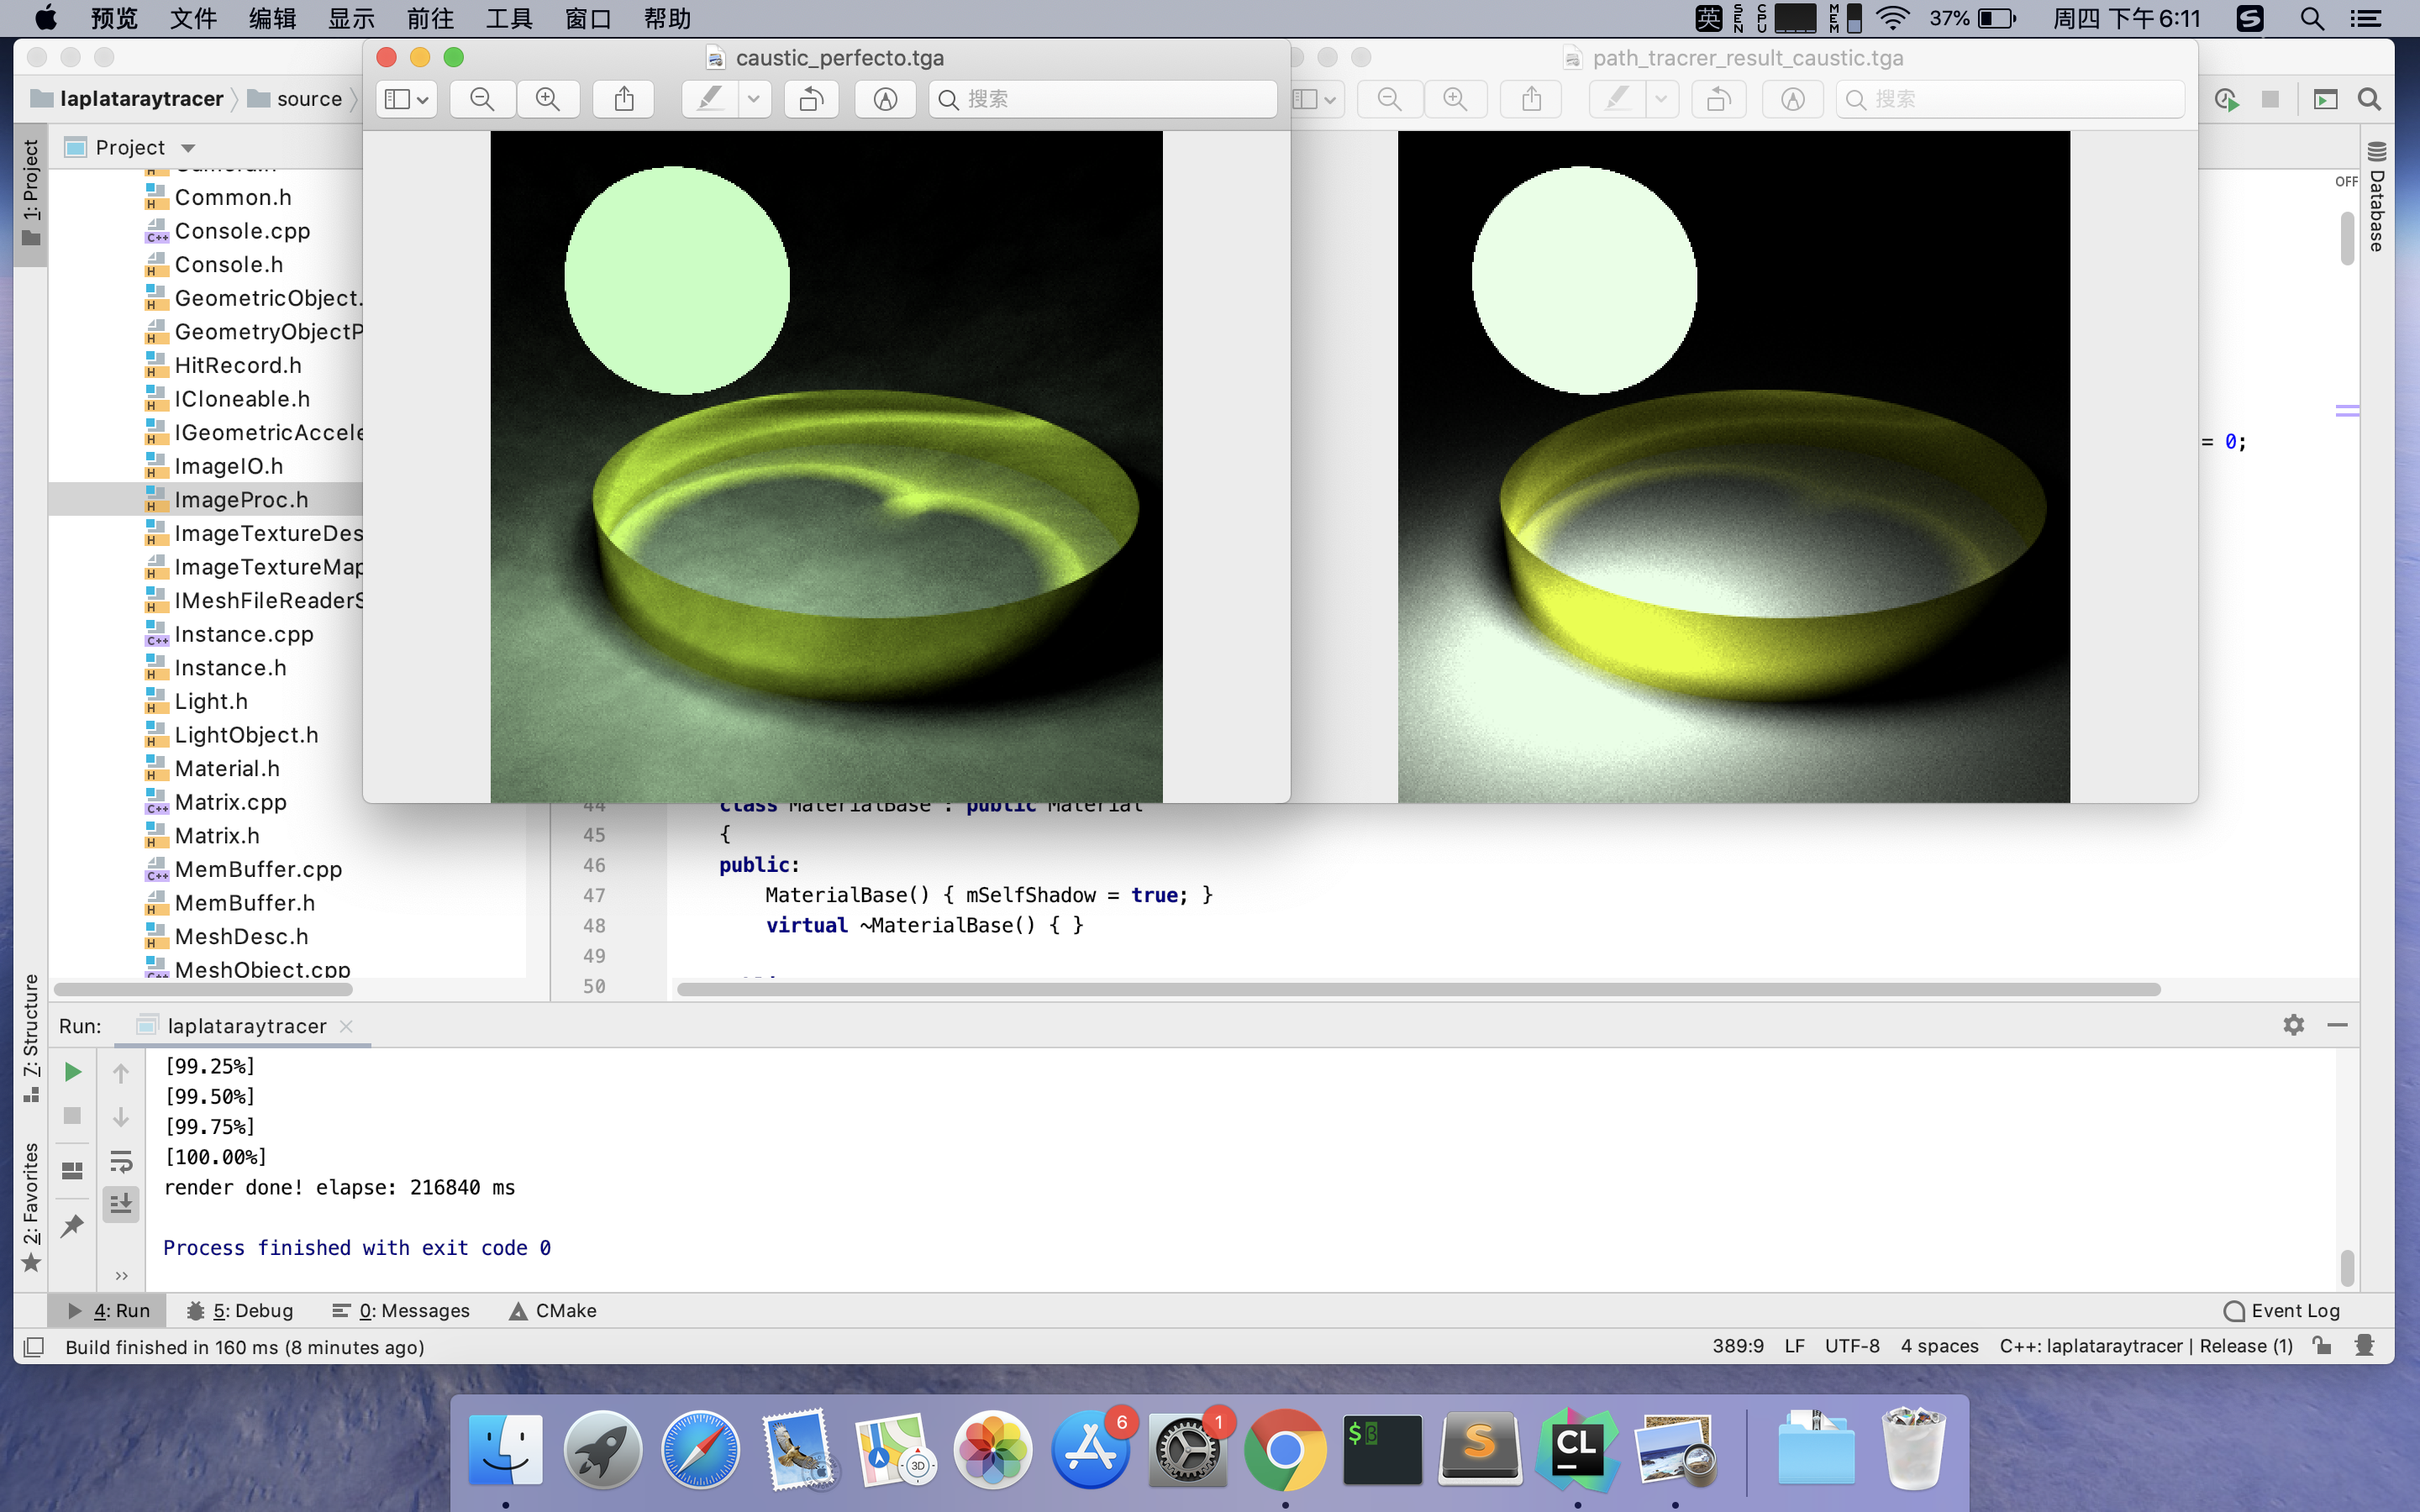 预览 文件 编辑 显示 前往 工具 窗口 帮助
英 SEN CPU MEM 37% 周四 下午6:11
caustic_perfecto.tga
path_tracrer_result_caustic.tga
laplataraytracer source
搜索
搜索
1: Project
Project
Database
OFF
Common.h
Console.cpp
Console.h
GeometricObject.
GeometryObjectP
HitRecord.h
ICloneable.h
IGeometricAccele
ImageIO.h
ImageProc.h
ImageTextureDes
ImageTextureMap
IMeshFileReaderS
Instance.cpp
Instance.h
Light.h
LightObject.h
Material.h
Matrix.cpp
Matrix.h
MemBuffer.cpp
MemBuffer.h
MeshDesc.h
MeshObject.cpp
= 0;
44 class MaterialBase : public Material
45 {
46 public:
47 MaterialBase() { mSelfShadow = true; }
48 virtual ~MaterialBase() { }
49
50
7: Structure
2: Favorites
Run: laplataraytracer
[99.25%]
[99.50%]
[99.75%]
[100.00%]
render done! elapse: 216840 ms
Process finished with exit code 0
4: Run 5: Debug 0: Messages CMake Event Log
Build finished in 160 ms (8 minutes ago) 389:9 LF UTF-8 4 spaces C++: laplataraytracer | Release (1)
3D 6 1 $ S CL